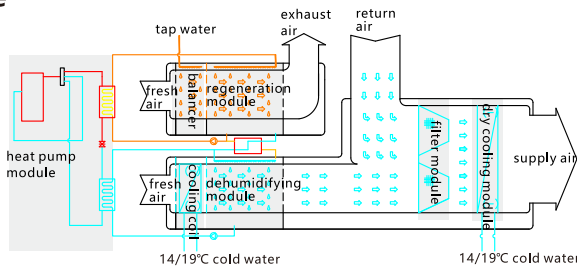 e
exhaust
air
return
air
tap water
fresh
air
balancer
regeneration
module
heat pump
module
fresh
air
cooling coil
dehumidifying
module
filter module
dry cooling module
supply air
14/19℃ cold water
14/19℃ cold water